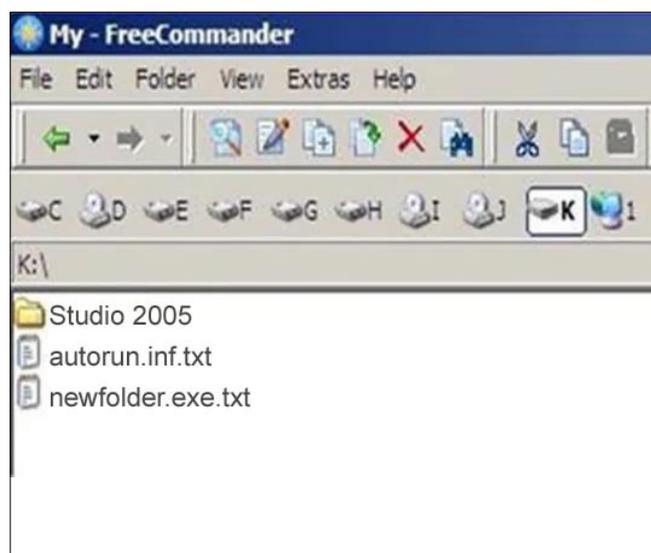 My - FreeCommander
File Edit Folder View Extras Help
C D E F G H I J K 1
K:\
Studio 2005
autorun.inf.txt
newfolder.exe.txt